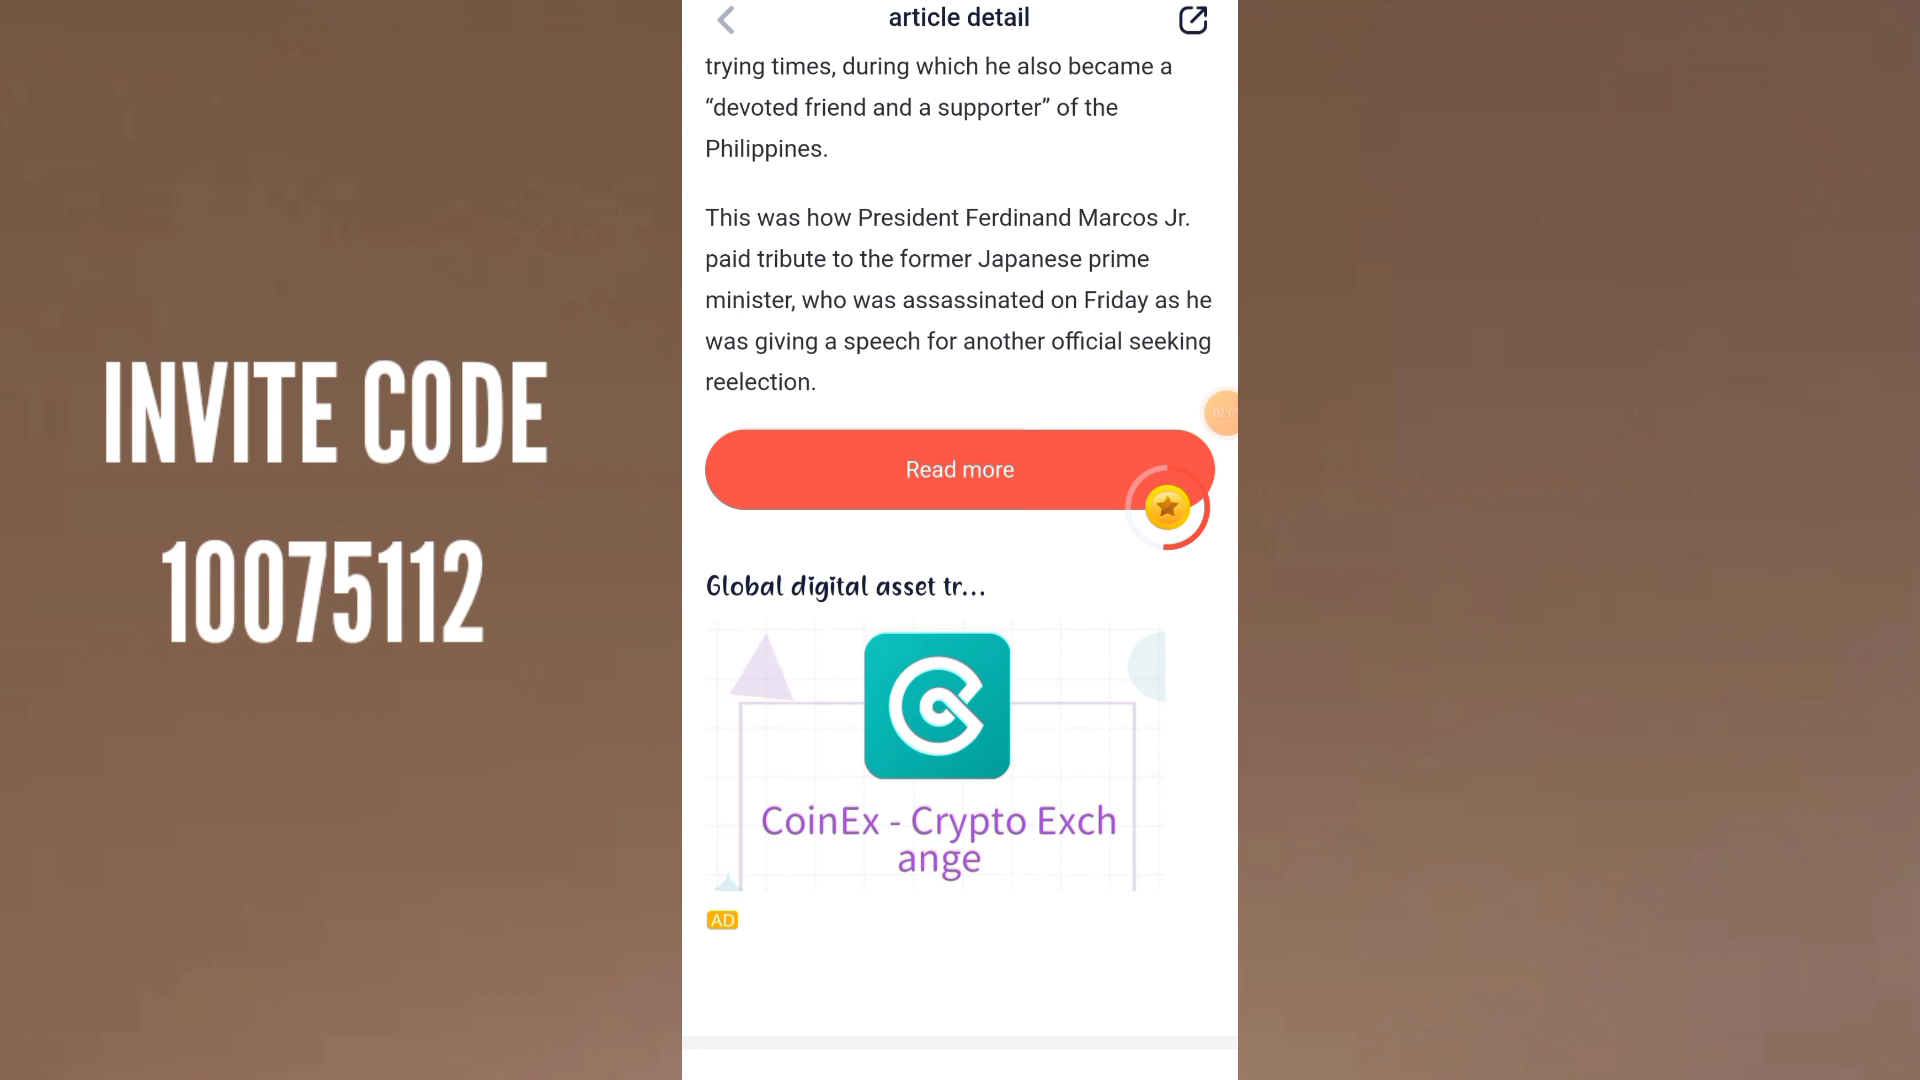 article detail
trying times, during which he also became a
“devoted friend and a supporter” of the
Philippines.
This was how President Ferdinand Marcos Jr.
paid tribute to the former Japanese prime
minister, who was assassinated on Friday as he
was giving a speech for another official seeking
reelection.
Read more
Global digital asset tr...
CoinEx - Crypto Exch
ange
AD
INVITE CODE
10075112